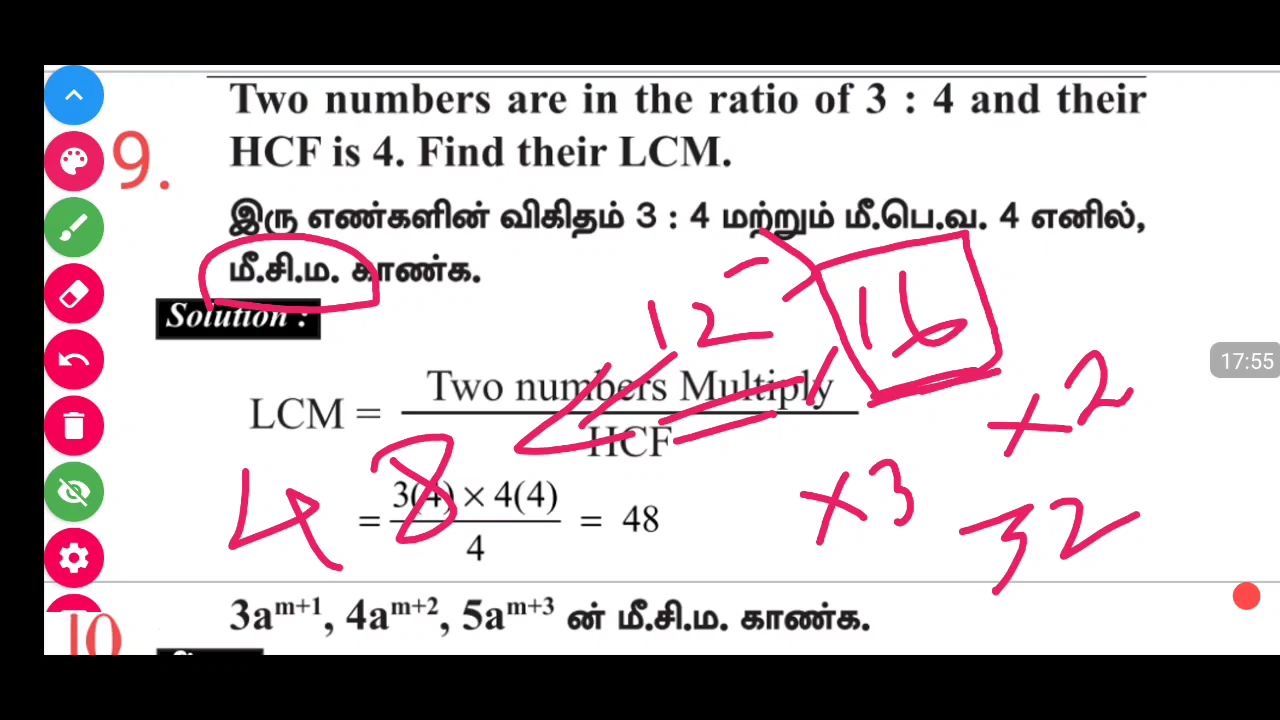 Two numbers are in the ratio of 3 : 4 and their
9. HCF is 4. Find their LCM.
இரு எண்களின் விகிதம் 3 : 4 மற்றும் மீ.பெ.வ. 4 எனில்,
மீ.சி.ம. காண்க.
Solution :
12, 16
LCM = Two numbers Multiply / HCF
×2
= 3(4) × 4(4) / 4 = 48
48
×3
32
3a^{m+1}, 4a^{m+2}, 5a^{m+3} ன் மீ.சி.ம. காண்க.
10
17:55